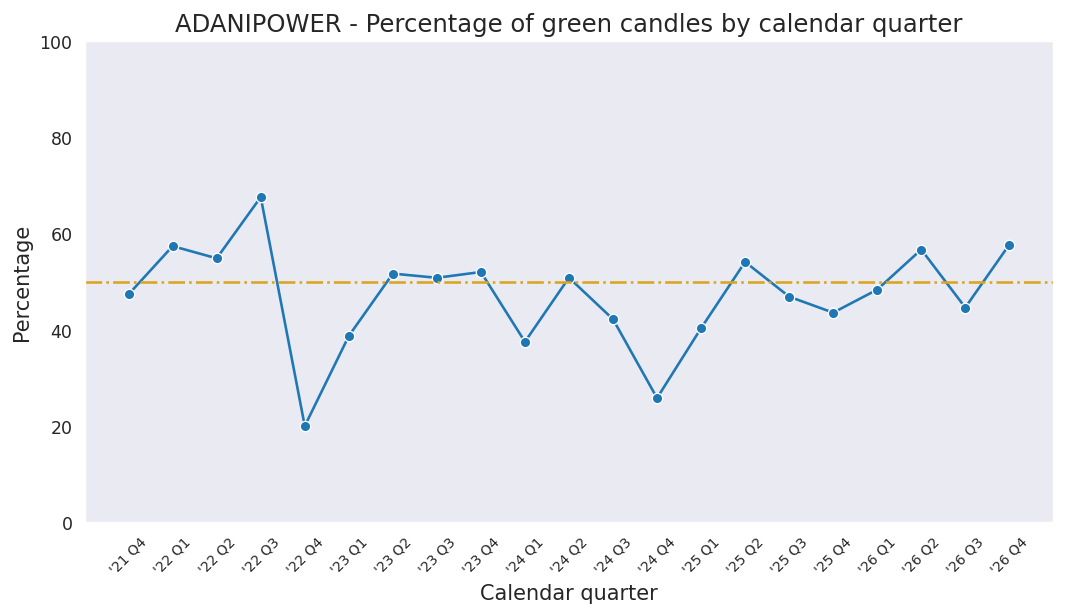 ADANIPOWER - Percentage of green candles by calendar quarter
100
80
60
40
20
0
Percentage
'21 Q4
'22 Q1
'22 Q2
'22 Q3
'22 Q4
'23 Q1
'23 Q2
'23 Q3
'23 Q4
'24 Q1
'24 Q2
'24 Q3
'24 Q4
'25 Q1
'25 Q2
'25 Q3
'25 Q4
'26 Q1
'26 Q2
'26 Q3
'26 Q4
Calendar quarter